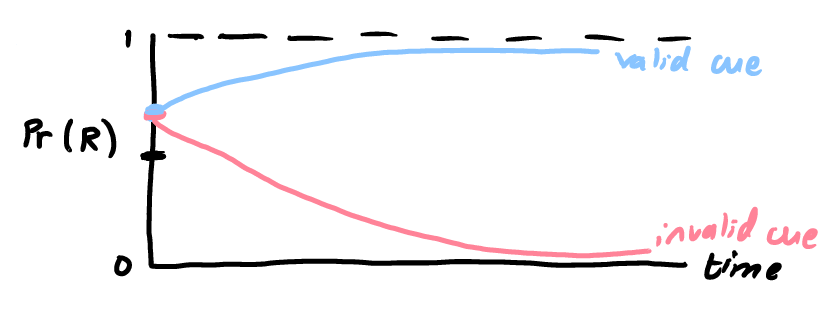 1
valid cue
Pr(R)
invalid cue
0
time